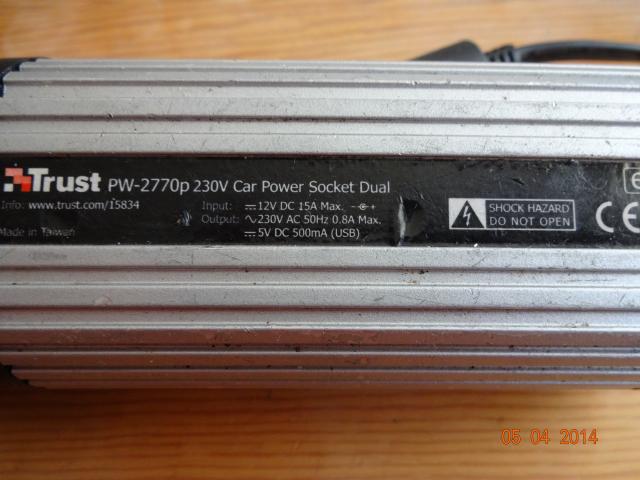 Trust PW-2770p 230V Car Power Socket Dual
Info: www.trust.com/15834
Input: ⎓12V DC 15A Max.
Output: ∿230V AC 50Hz 0.8A Max.
⎓5V DC 500mA (USB)
Made in Taiwan
SHOCK HAZARD
DO NOT OPEN
CE
05 04 2014